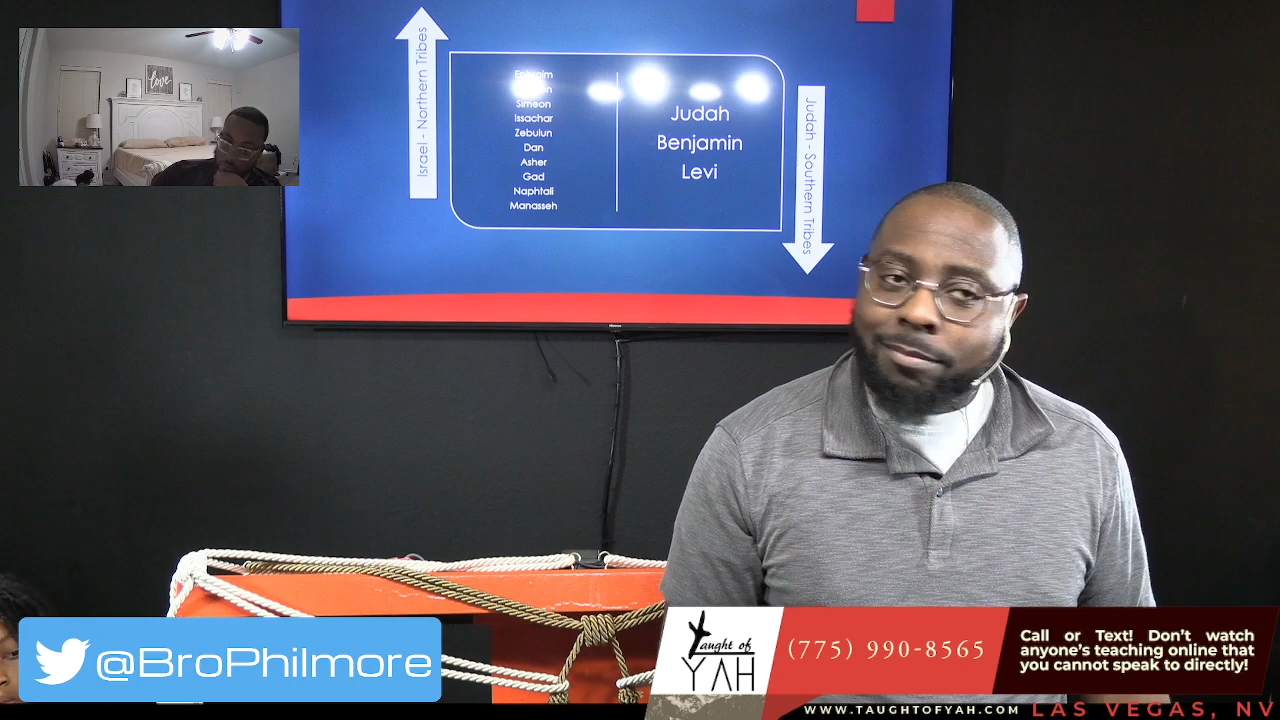 love
Israel - Northern Tribes
Ephraim
Simeon
Issachar
Zebulun
Dan
Asher
Gad
Naphtali
Manasseh
Judah
Benjamin
Levi
Judah - Southern Tribes
Hisense
@BroPhilmore
Taught of
YAH
(775) 990-8565
Call or Text! Don't watch
anyone's teaching online that
you cannot speak to directly!
WWW.TAUGHTOFYAH.COM
LAS VEGAS, NV